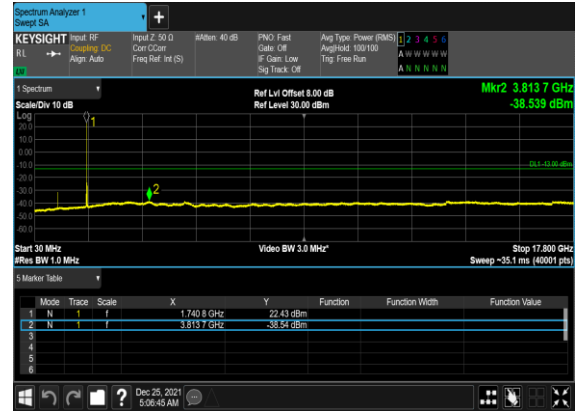 Spectrum Analyzer 1
Swept SA
+
KEYSIGHT Input: RF Input Z: 50 Ω #Atten: 40 dB PNO: Fast Avg Type: Power (RMS) 1 2 3 4 5 6
RL Coupling: DC Corr CCorr Gate: Off Avg|Hold: 100/100 A W W W W W
Align: Auto Freq Ref: Int (S) IF Gain: Low Trig: Free Run
Sig Track: Off A N N N N N
1 Spectrum
Scale/Div 10 dB Ref Lvl Offset 8.00 dB Mkr2 3.813 7 GHz
Ref Level 30.00 dBm -38.539 dBm
Log
1
20.0
10.0
0.00
-10.0 DL1 -13.00 dBm
-20.0
-30.0 2
-40.0
-50.0
-60.0
Start 30 MHz Video BW 3.0 MHz* Stop 17.800 GHz
#Res BW 1.0 MHz Sweep ~35.1 ms (40001 pts)
5 Marker Table
Mode Trace Scale X Y Function Function Width Function Value
1 N 1 f 1.740 8 GHz 22.43 dBm
2 N 1 f 3.813 7 GHz -38.54 dBm
3
4
5
6
? Dec 25, 2021
5:06:45 AM